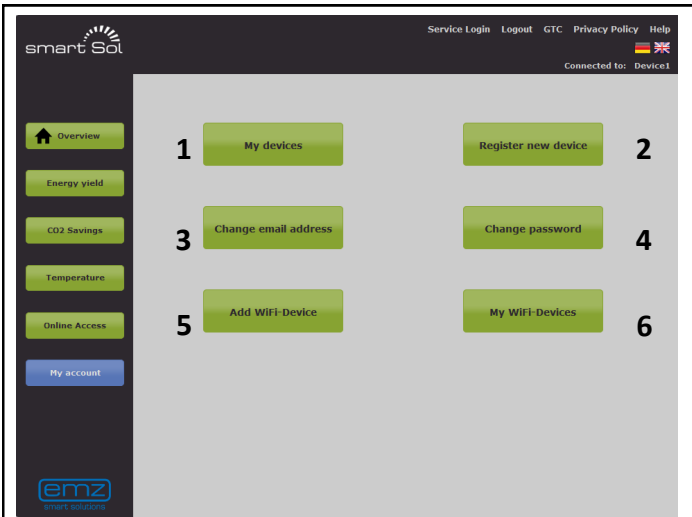 smart Sol
Service Login Logout GTC Privacy Policy Help
Connected to: Device1
Overview
Energy yield
CO2 Savings
Temperature
Online Access
My account
1 My devices
Register new device 2
3 Change email address
Change password 4
5 Add WiFi-Device
My WiFi-Devices 6
emz
smart solutions